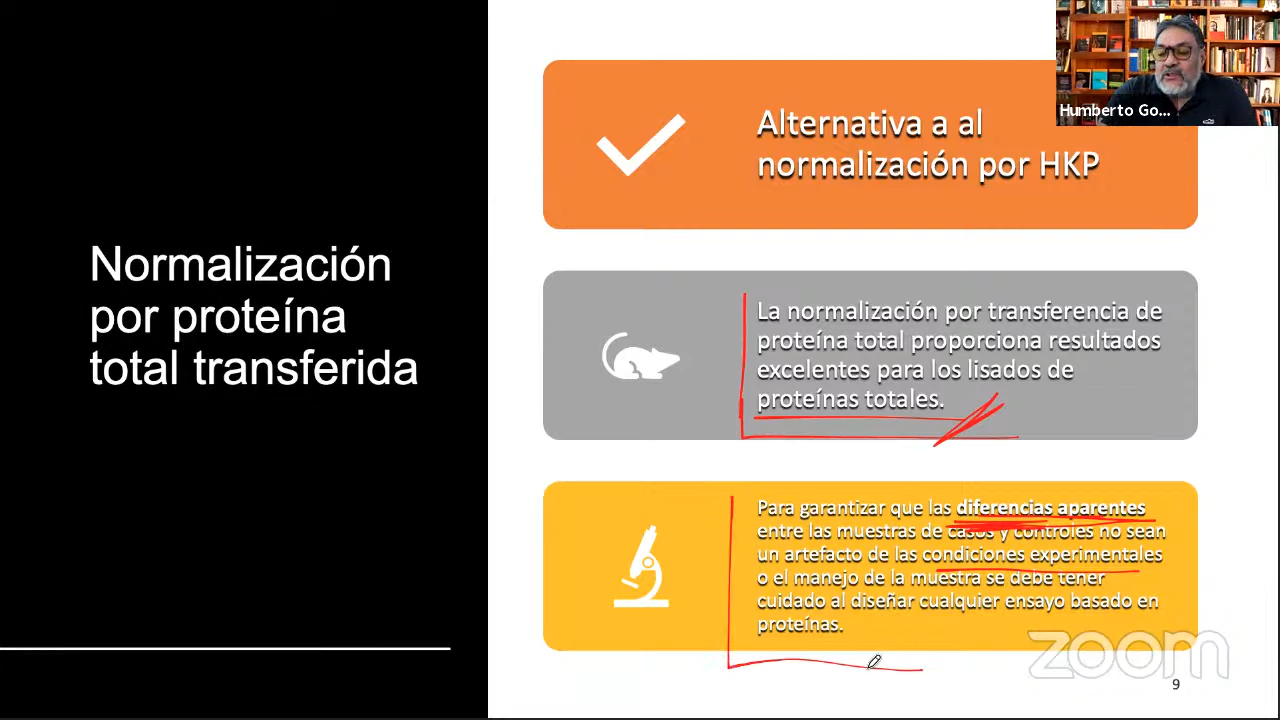 Normalización
por proteína
total transferida
Alternativa a al
normalización por HKP
La normalización por transferencia de
proteína total proporciona resultados
excelentes para los lisados de
proteínas totales.
Para garantizar que las diferencias aparentes
entre las muestras de casos y controles no sean
un artefacto de las condiciones experimentales
o el manejo de la muestra se debe tener
cuidado al diseñar cualquier ensayo basado en
proteínas.
Humberto Go...
zoom
9